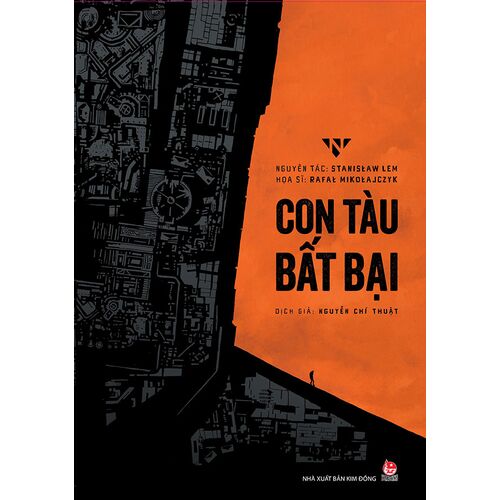 NGUYÊN TÁC: STANISŁAW LEM
HỌA SĨ: RAFAŁ MIKOŁAJCZYK
CON TÀU
BẤT BẠI
DỊCH GIẢ: NGUYỄN CHÍ THUẬT
NHÀ XUẤT BẢN KIM ĐỒNG